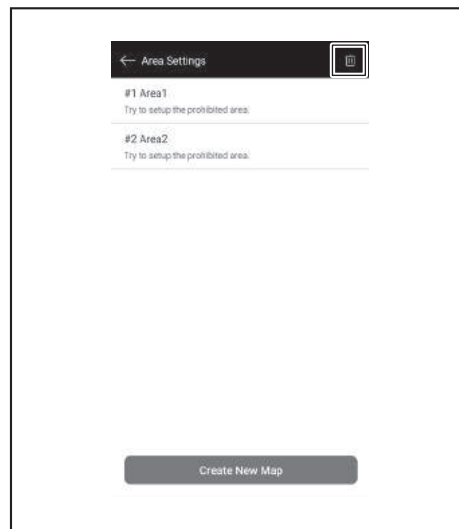 Area Settings
#1 Area1
Try to setup the prohibited area.
#2 Area2
Try to setup the prohibited area.
Create New Map